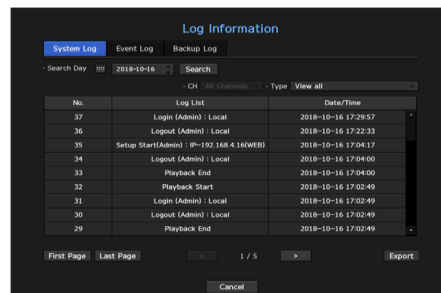 Log Information
System Log Event Log Backup Log
• Search Day 2018-10-16 Search
• CH All Channels • Type View all
No. Log List Date/Time
37 Login (Admin) : Local 2018-10-16 17:29:57
36 Logout (Admin) : Local 2018-10-16 17:22:33
35 Setup Start(Admin) : IP-192.168.4.16(WEB) 2018-10-16 17:04:17
34 Logout (Admin) : Local 2018-10-16 17:04:00
33 Playback End 2018-10-16 17:04:00
32 Playback Start 2018-10-16 17:02:49
31 Login (Admin) : Local 2018-10-16 17:02:49
30 Logout (Admin) : Local 2018-10-16 17:02:49
29 Playback End 2018-10-16 17:02:49
First Page Last Page < 1 / 5 > Export
Cancel